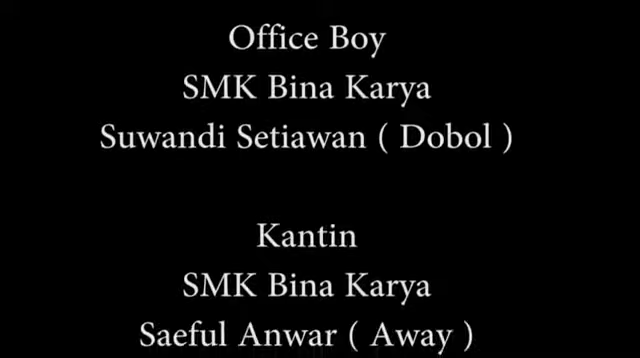 Office Boy
SMK Bina Karya
Suwandi Setiawan ( Dobol )
Kantin
SMK Bina Karya
Saeful Anwar ( Away )